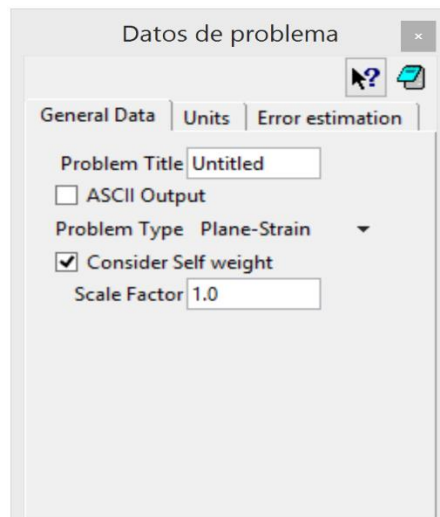 Datos de problema
General Data Units Error estimation
Problem Title Untitled
ASCII Output
Problem Type Plane-Strain
Consider Self weight
Scale Factor 1.0